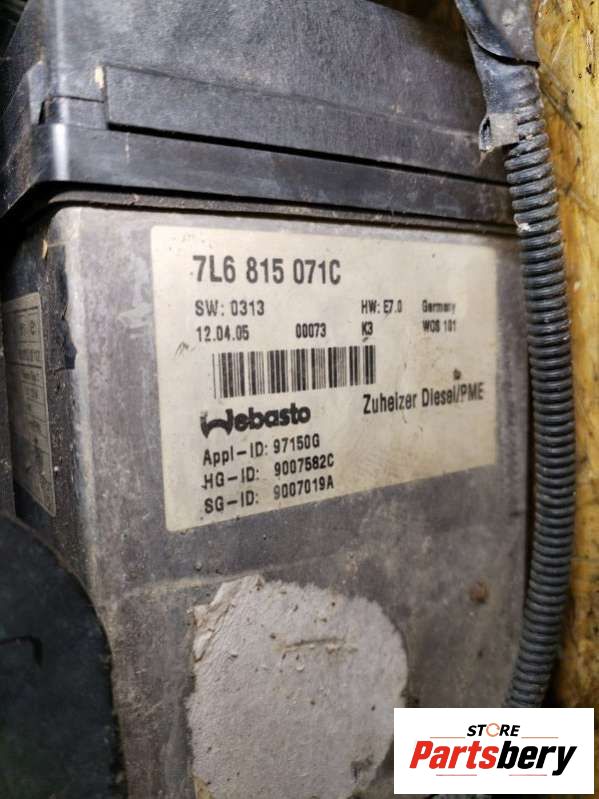 7L6 815 071C
SW: 0313 HW: E7.0 Germany
12.04.05 00073 K3 WOS 101
Webasto Zuheizer Diesel/PME
Appl-ID: 97150G
HG-ID: 9007582C
SG-ID: 9007019A
STORE
Partsbery